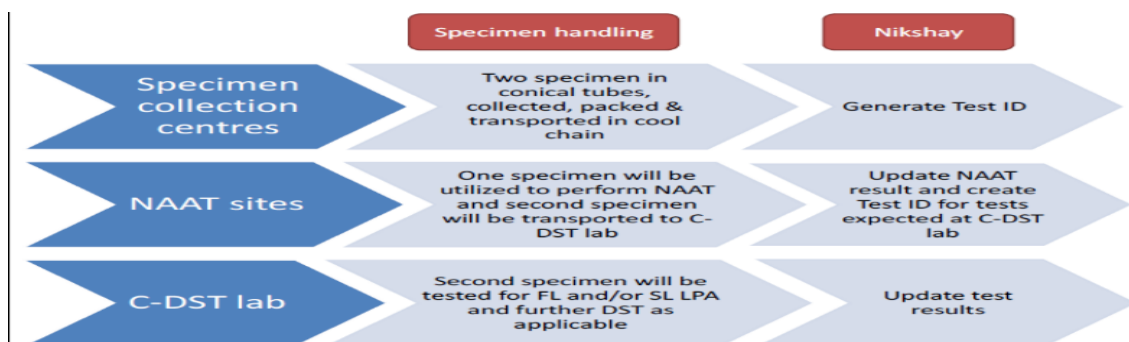 Specimen handling
Nikshay
Specimen
collection
centres
Two specimen in
conical tubes,
collected, packed &
transported in cool
chain
Generate Test ID
NAAT sites
One specimen will be
utilized to perform NAAT
and second specimen
will be transported to C-
DST lab
Update NAAT
result and create
Test ID for tests
expected at C-DST
lab
C-DST lab
Second specimen will be
tested for FL and/or SL LPA
and further DST as
applicable
Update test
results